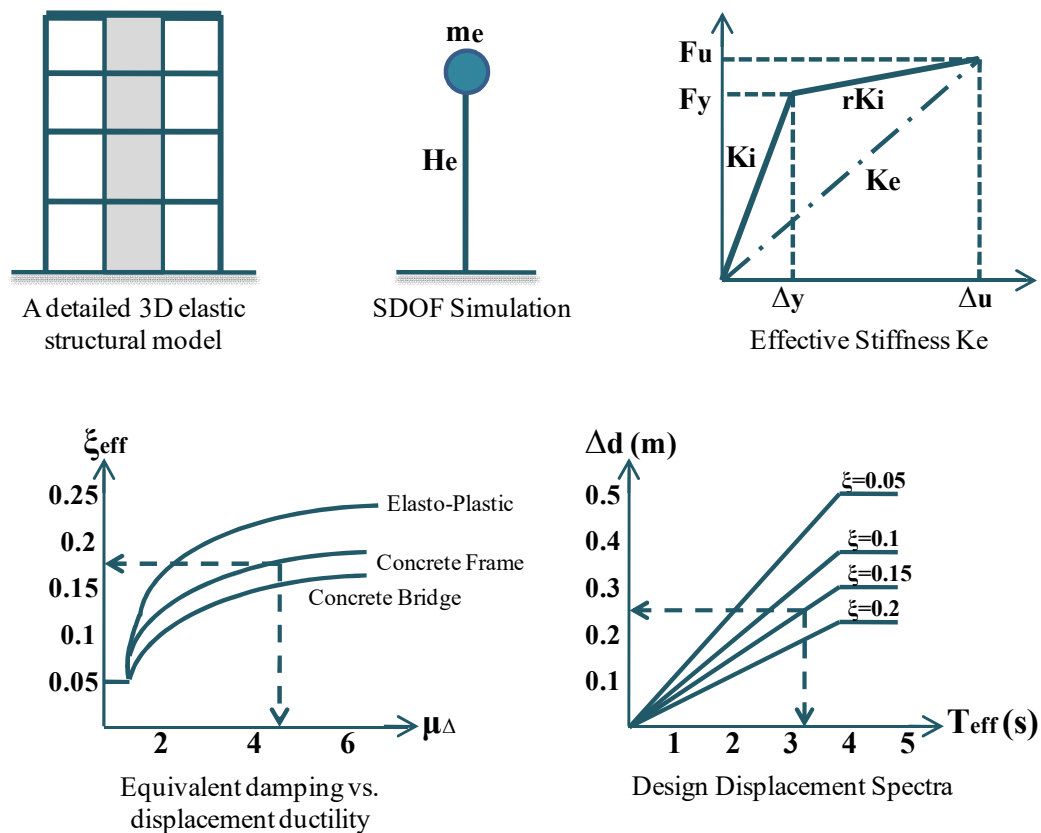 A detailed 3D elastic
structural model
me
He
SDOF Simulation
Fu
Fy
rKi
Ki
Ke
Δy
Δu
Effective Stiffness Ke
ξeff
0.25
0.2
0.15
0.1
0.05
Elasto-Plastic
Concrete Frame
Concrete Bridge
2 4 6 μΔ
Equivalent damping vs.
displacement ductility
Δd (m)
0.5
0.4
0.3
0.2
0.1
ξ=0.05
ξ=0.1
ξ=0.15
ξ=0.2
1 2 3 4 5 Teff (s)
Design Displacement Spectra